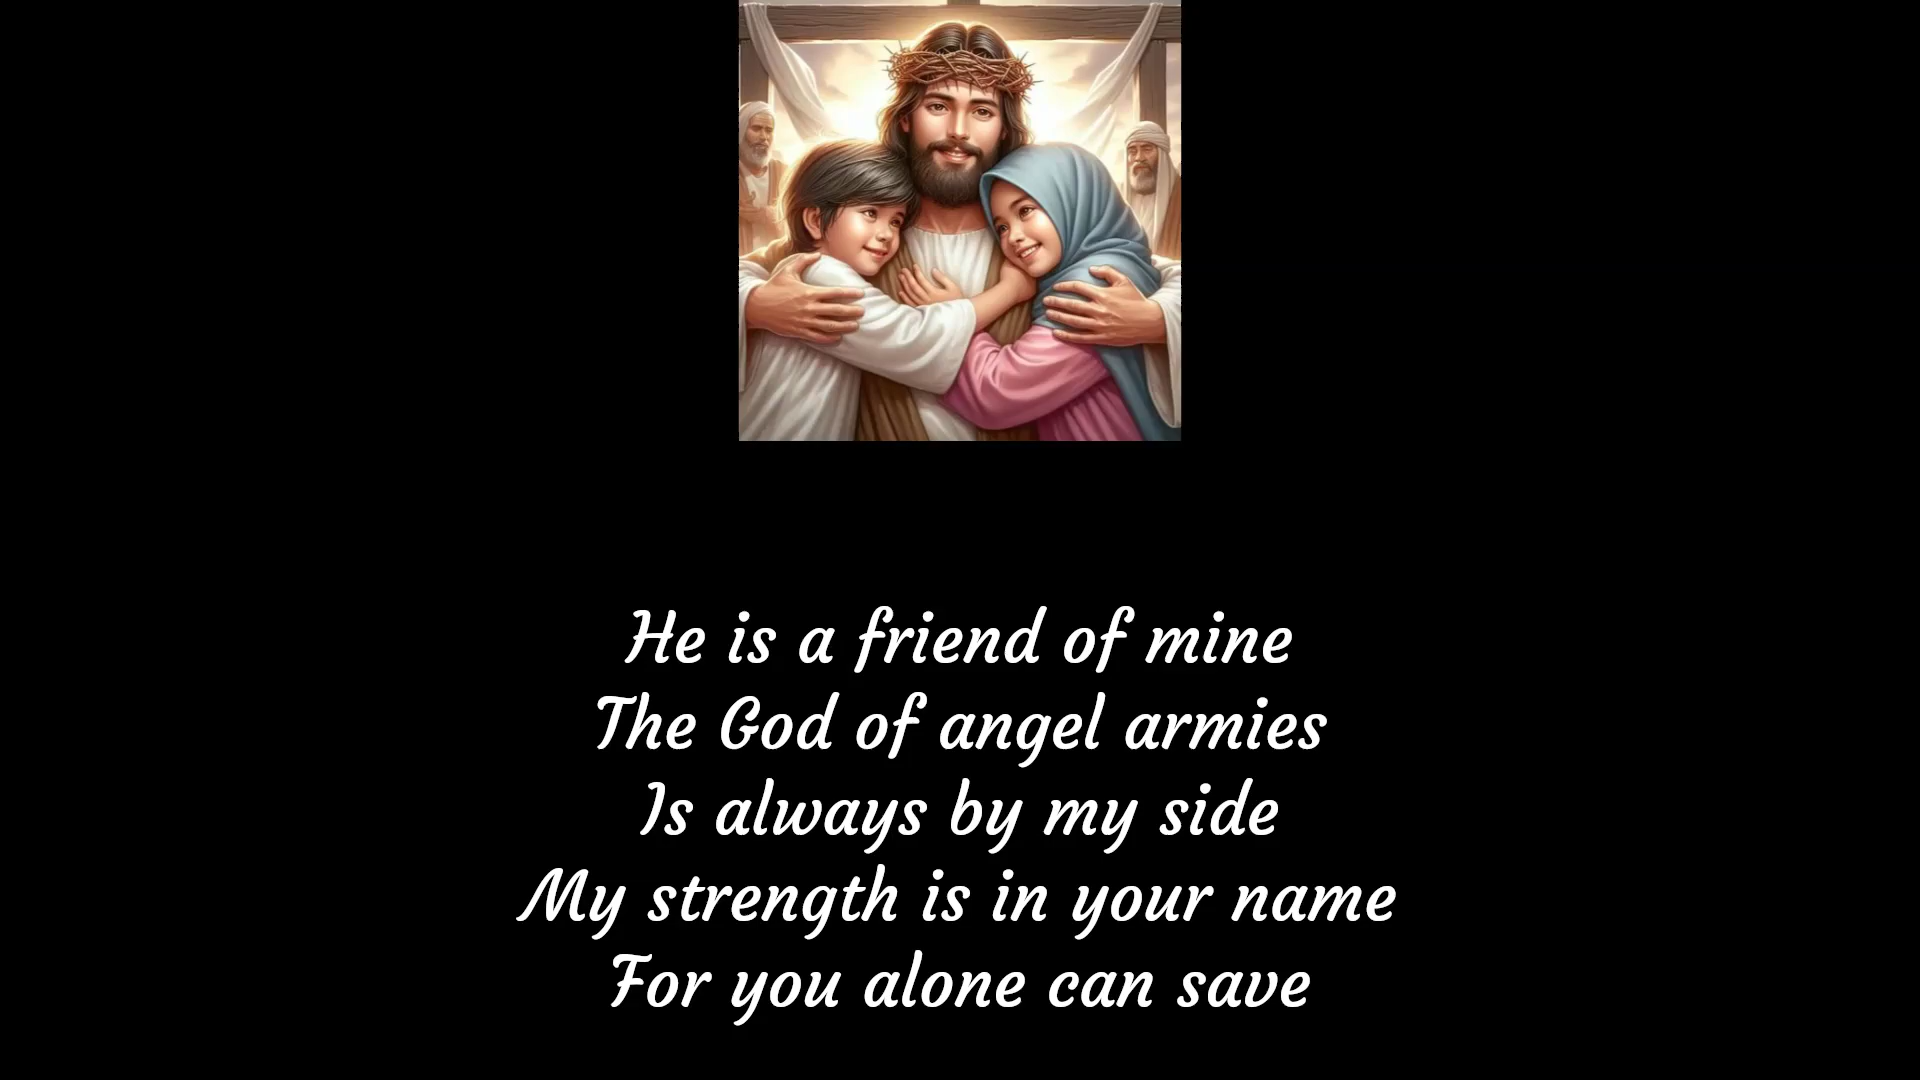 He is a friend of mine
The God of angel armies
Is always by my side
My strength is in your name
For you alone can save